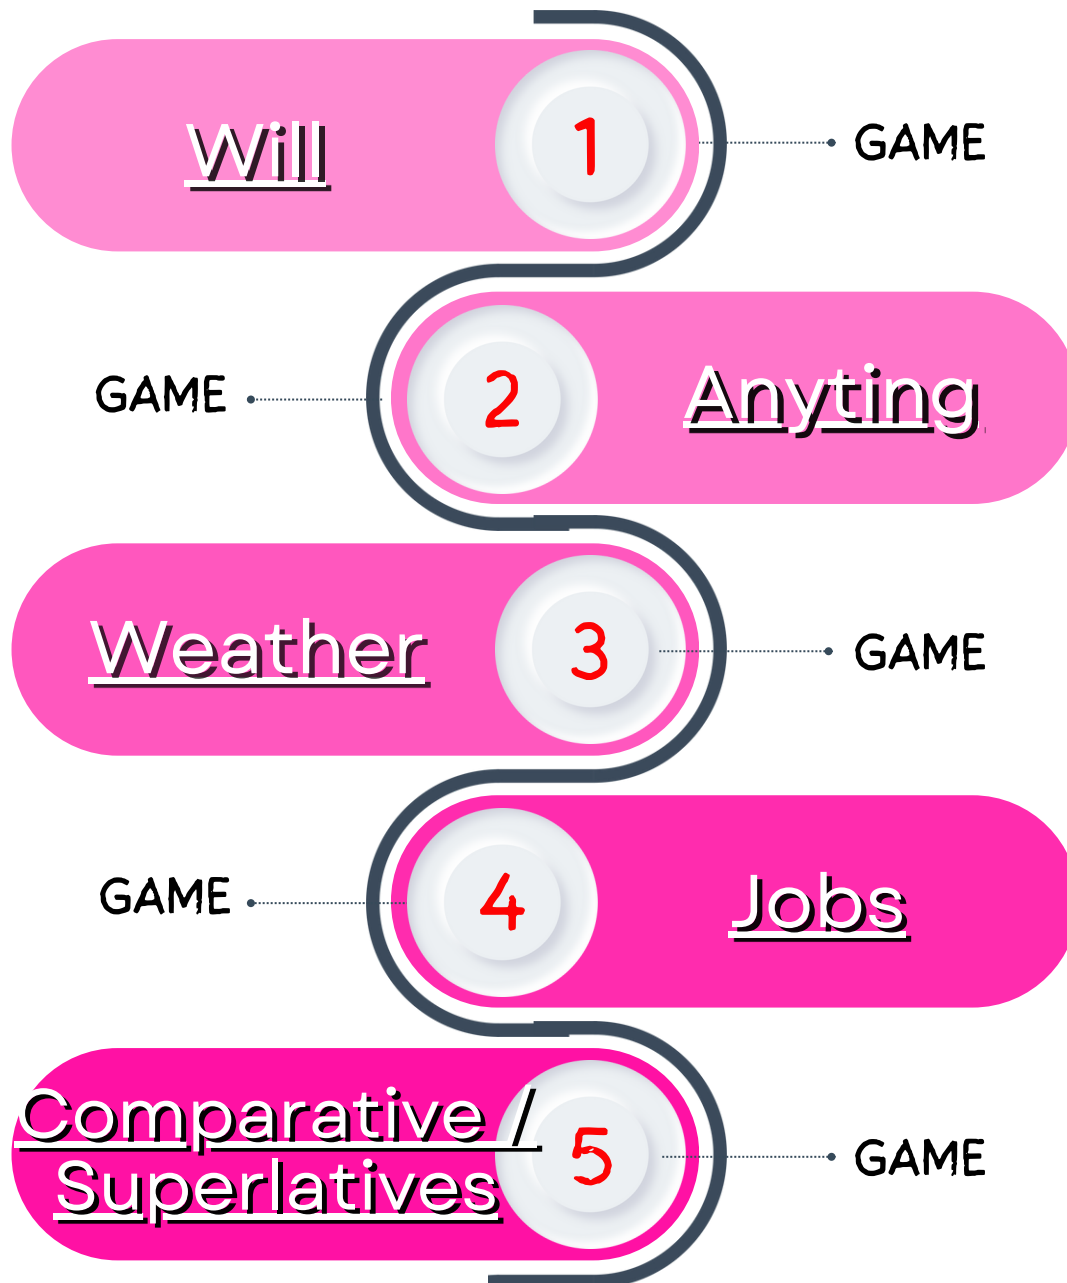 Will
1
GAME
GAME
2
Anyting
Weather
3
GAME
GAME
4
Jobs
Comparative /
Superlatives
5
GAME